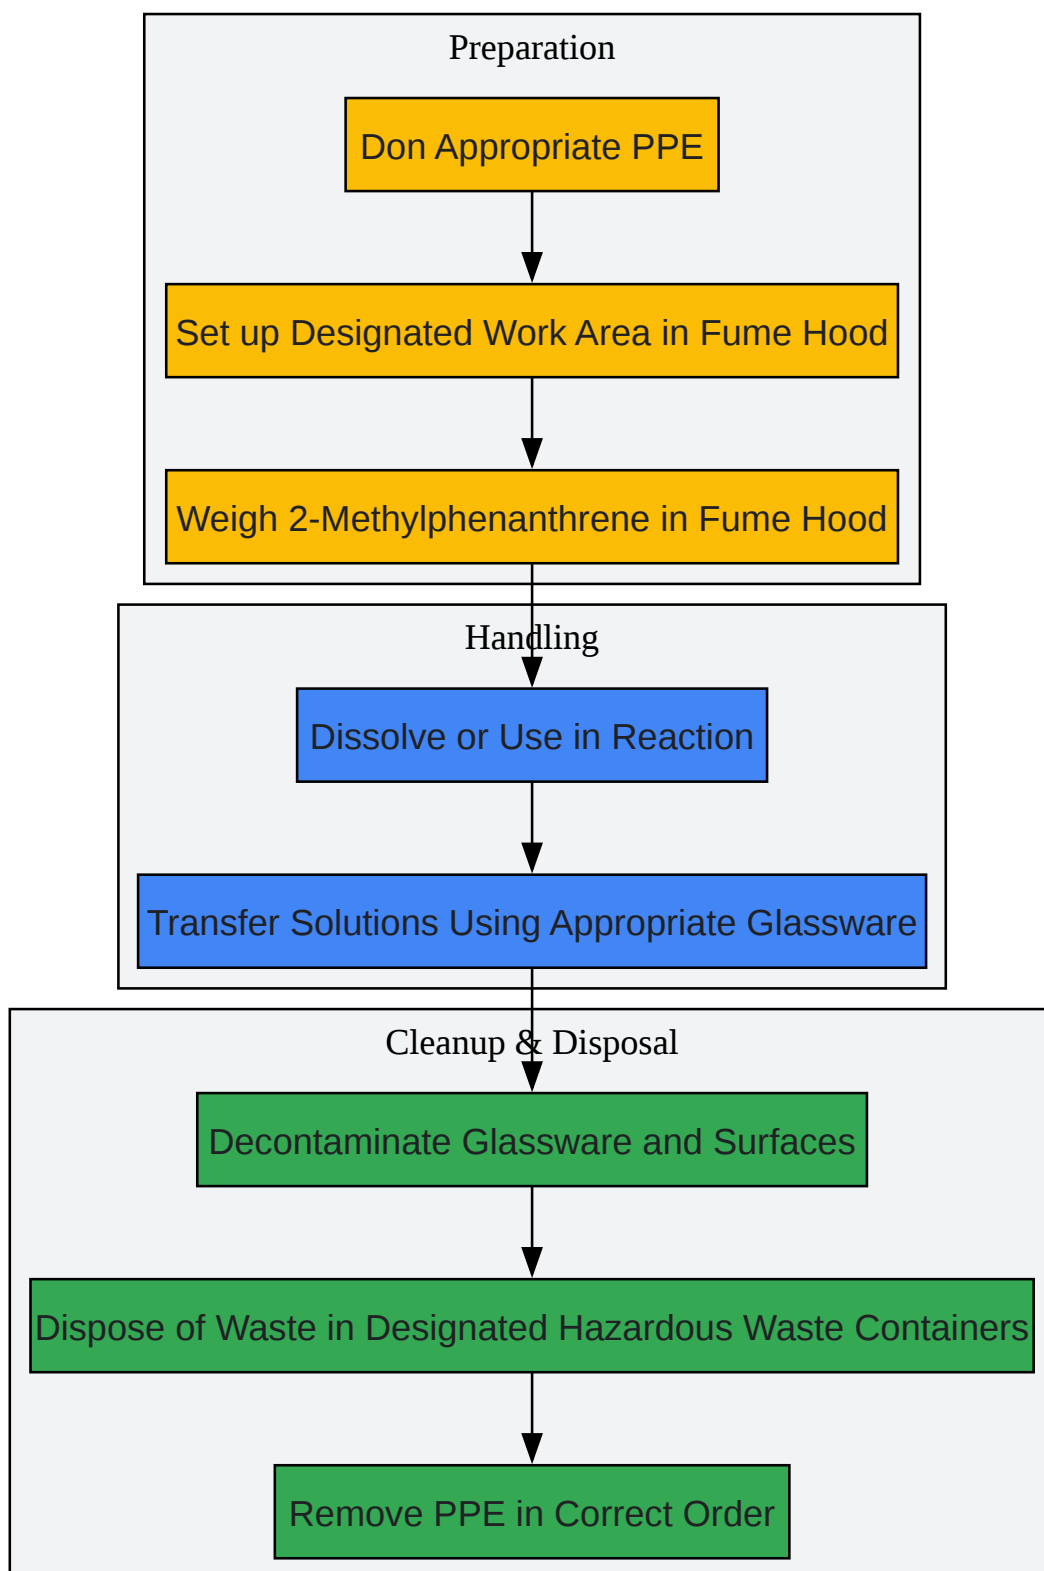 Preparation
Don Appropriate PPE
Set up Designated Work Area in Fume Hood
Weigh 2-Methylphenanthrene in Fume Hood
Handling
Dissolve or Use in Reaction
Transfer Solutions Using Appropriate Glassware
Cleanup & Disposal
Decontaminate Glassware and Surfaces
Dispose of Waste in Designated Hazardous Waste Containers
Remove PPE in Correct Order